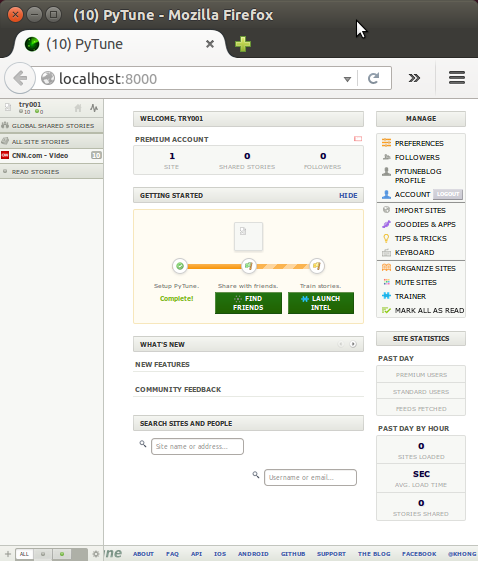 (10) PyTune - Mozilla Firefox
(10) PyTune
localhost:8000
try001
10 0
GLOBAL SHARED STORIES
ALL SITE STORIES
CNN.com - Video 10
READ STORIES
WELCOME, TRY001
PREMIUM ACCOUNT
1 0 0
SITE SHARED STORIES FOLLOWERS
GETTING STARTED HIDE
Setup PyTune. Share with friends. Train stories.
Complete! FIND FRIENDS LAUNCH INTEL
WHAT'S NEW
NEW FEATURES
COMMUNITY FEEDBACK
SEARCH SITES AND PEOPLE
Site name or address...
Username or email...
MANAGE
PREFERENCES
FOLLOWERS
PYTUNEBLOG
PROFILE
ACCOUNT LOGOUT
IMPORT SITES
GOODIES & APPS
TIPS & TRICKS
KEYBOARD
ORGANIZE SITES
MUTE SITES
TRAINER
MARK ALL AS READ
SITE STATISTICS
PAST DAY
PREMIUM USERS
STANDARD USERS
FEEDS FETCHED
PAST DAY BY HOUR
0
SITES LOADED
SEC
AVG. LOAD TIME
0
STORIES SHARED
ALL
une ABOUT FAQ API IOS ANDROID GITHUB SUPPORT THE BLOG FACEBOOK @KHONG